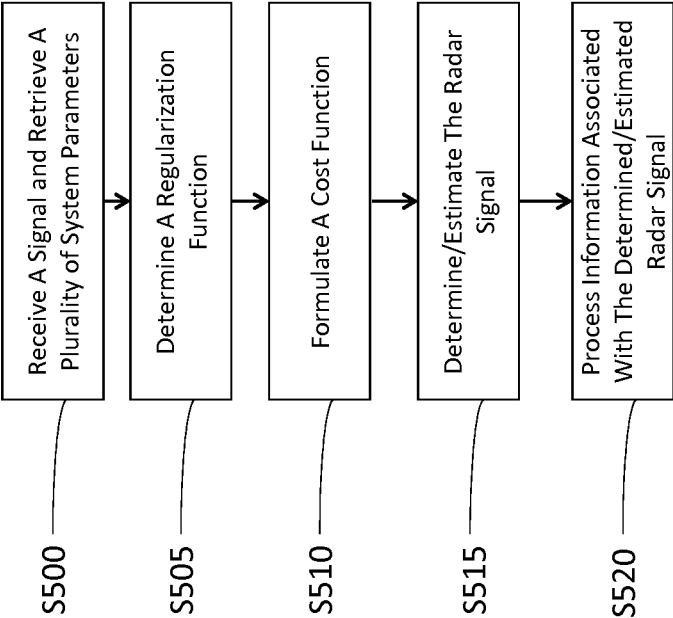 S500
Receive A Signal and Retrieve A
Plurality of System Parameters
S505
Determine A Regularization
Function
S510
Formulate A Cost Function
S515
Determine/Estimate The Radar
Signal
S520
Process Information Associated
With The Determined/Estimated
Radar Signal